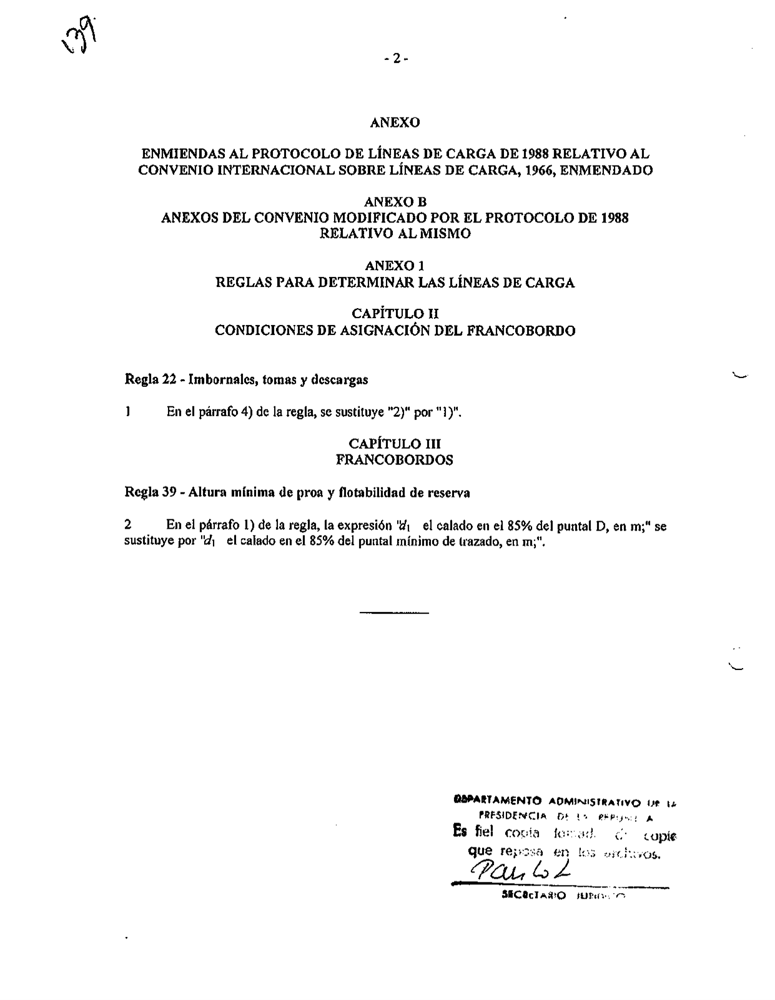 139
- 2 -
ANEXO
ENMIENDAS AL PROTOCOLO DE LÍNEAS DE CARGA DE 1988 RELATIVO AL
CONVENIO INTERNACIONAL SOBRE LÍNEAS DE CARGA, 1966, ENMENDADO
ANEXO B
ANEXOS DEL CONVENIO MODIFICADO POR EL PROTOCOLO DE 1988
RELATIVO AL MISMO
ANEXO 1
REGLAS PARA DETERMINAR LAS LÍNEAS DE CARGA
CAPÍTULO II
CONDICIONES DE ASIGNACIÓN DEL FRANCOBORDO
Regla 22 - Imbornales, tomas y descargas
1 En el párrafo 4) de la regla, se sustituye "2)" por "1)".
CAPÍTULO III
FRANCOBORDOS
Regla 39 - Altura mínima de proa y flotabilidad de reserva
2 En el párrafo 1) de la regla, la expresión "d₁ el calado en el 85% del puntal D, en m;" se
sustituye por "d₁ el calado en el 85% del puntal mínimo de trazado, en m;".
DEPARTAMENTO ADMINISTRATIVO DE LA
PRESIDENCIA DE LA
Es fiel copia copia
que reposa en los archivos.
SECRETARIO JURIDICO